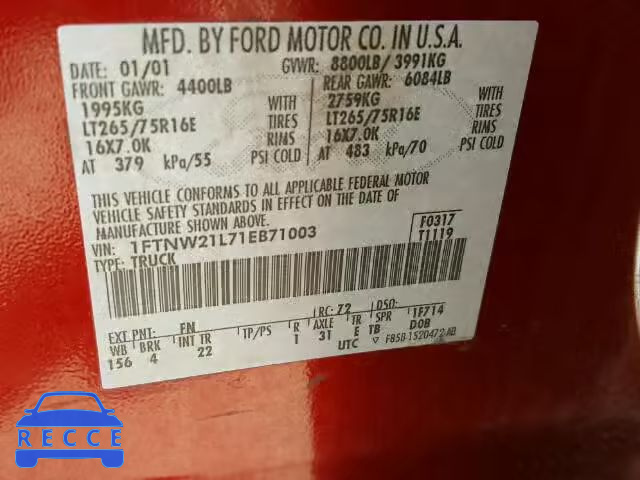 MFD. BY FORD MOTOR CO. IN U.S.A.
DATE: 01/01 GVWR: 8800LB/ 3991KG
FRONT GAWR: 4400LB REAR GAWR: 6084LB
1995KG WITH 2759KG WITH
LT265/75R16E TIRES LT265/75R16E TIRES
16X7.0K RIMS 16X7.0K RIMS
AT 379 kPa/55 PSI COLD AT 483 kPa/70 PSI COLD
THIS VEHICLE CONFORMS TO ALL APPLICABLE FEDERAL MOTOR
VEHICLE SAFETY STANDARDS IN EFFECT ON THE DATE OF
MANUFACTURE SHOWN ABOVE. F0317
VIN: 1FTNW21L71EB71003 T1119
TYPE: TRUCK
EXT PNT: FN RC: 72 DSO:
WB BRK INT TR TP/PS R AXLE TR SPR 1F714
156 4 22 1 31 E TB DOB
UTC F85B-1520472-AB
RECCE